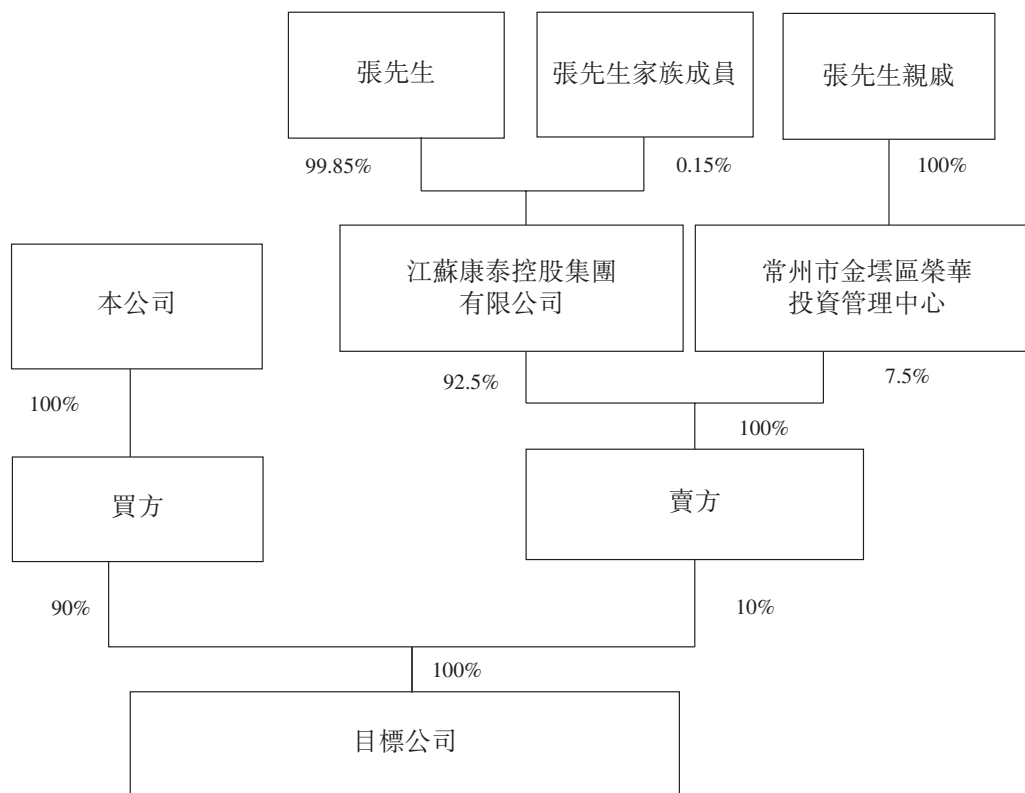 張先生
張先生家族成員
張先生親戚
99.85%
0.15%
100%
本公司
江蘇康泰控股集團
有限公司
常州市金壜區榮華
投資管理中心
100%
92.5%
7.5%
100%
買方
賣方
90%
10%
100%
目標公司